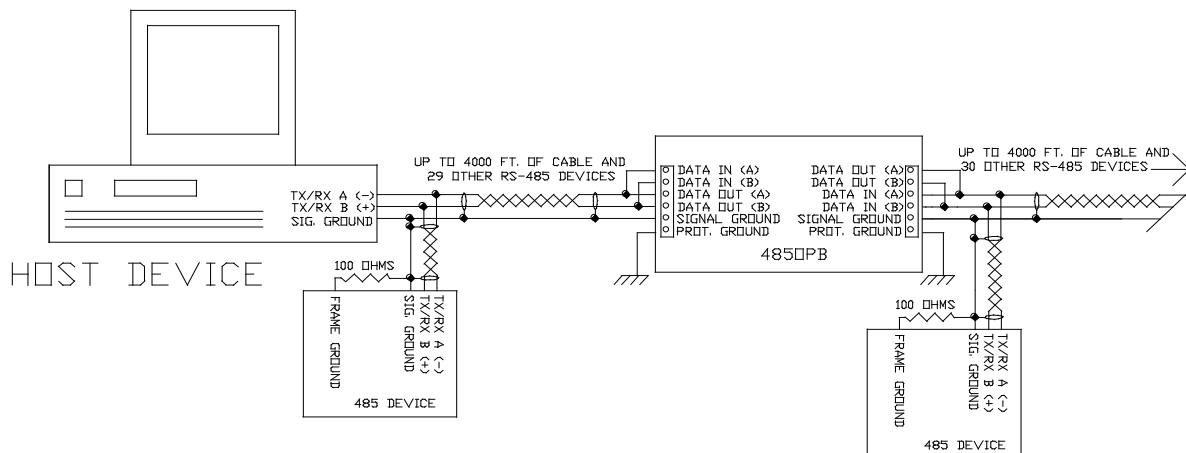 UP TO 4000 FT. OF CABLE AND
29 OTHER RS-485 DEVICES
UP TO 4000 FT. OF CABLE AND
30 OTHER RS-485 DEVICES
TX/RX A (-)
TX/RX B (+)
SIG. GROUND
HOST DEVICE
DATA IN (A)
DATA IN (B)
DATA OUT (A)
DATA OUT (B)
SIGNAL GROUND
PROT. GROUND
DATA OUT (A)
DATA OUT (B)
DATA IN (A)
DATA IN (B)
SIGNAL GROUND
PROT. GROUND
485OPB
100 OHMS
FRAME GROUND
SIG. GROUND
TX/RX B (+)
TX/RX A (-)
485 DEVICE
100 OHMS
FRAME GROUND
SIG. GROUND
TX/RX B (+)
TX/RX A (-)
485 DEVICE